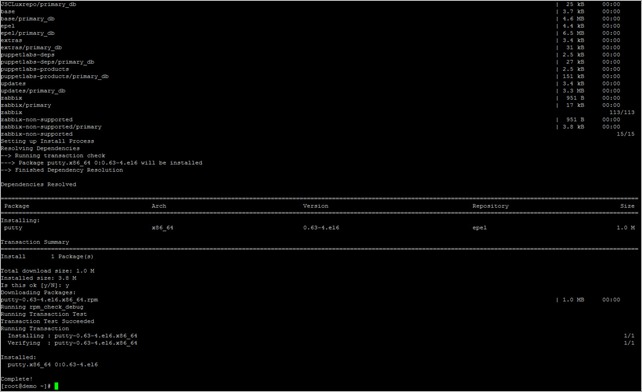 JSCLuxrepo/primary_db | 25 kB 00:00
base | 3.7 kB 00:00
base/primary_db | 4.6 MB 00:00
epel | 4.4 kB 00:00
epel/primary_db | 6.5 MB 00:00
extras | 3.4 kB 00:00
extras/primary_db | 31 kB 00:00
puppetlabs-deps | 2.5 kB 00:00
puppetlabs-deps/primary_db | 27 kB 00:00
puppetlabs-products | 2.5 kB 00:00
puppetlabs-products/primary_db | 151 kB 00:00
updates | 3.4 kB 00:00
updates/primary_db | 3.3 MB 00:00
zabbix | 951 B 00:00
zabbix/primary | 17 kB 00:00
zabbix 113/113
zabbix-non-supported | 951 B 00:00
zabbix-non-supported/primary | 3.8 kB 00:00
zabbix-non-supported 15/15
Setting up Install Process
Resolving Dependencies
--> Running transaction check
---> Package putty.x86_64 0:0.63-4.el6 will be installed
--> Finished Dependency Resolution
Dependencies Resolved
Package Arch Version Repository Size
Installing:
putty x86_64 0.63-4.el6 epel 1.0 M
Transaction Summary
Install 1 Package(s)
Total download size: 1.0 M
Installed size: 3.8 M
Is this ok [y/N]: y
Downloading Packages:
putty-0.63-4.el6.x86_64.rpm | 1.0 MB 00:00
Running rpm_check_debug
Running Transaction Test
Transaction Test Succeeded
Running Transaction
Installing : putty-0.63-4.el6.x86_64 1/1
Verifying : putty-0.63-4.el6.x86_64 1/1
Installed:
putty.x86_64 0:0.63-4.el6
Complete!
[root@demo ~]#